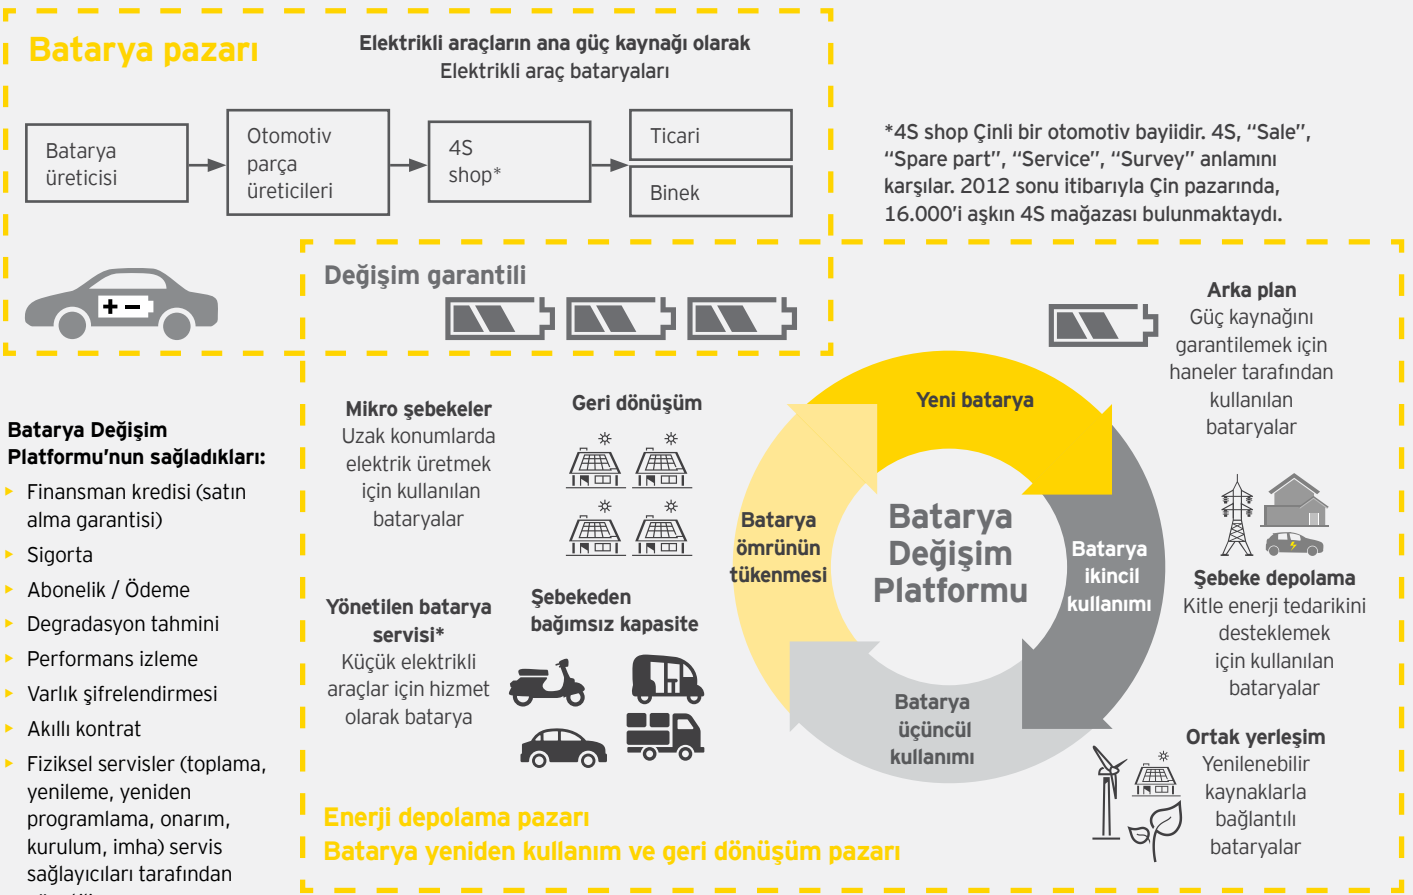 Batarya pazarı
Elektrikli araçların ana güç kaynağı olarak
Elektrikli araç bataryaları
Batarya
üreticisi
Otomotiv
parça
üreticileri
4S
shop*
Ticari
Binek
*4S shop Çinli bir otomotiv bayiidir. 4S, “Sale”,
“Spare part”, “Service”, “Survey” anlamını
karşılar. 2012 sonu itibarıyla Çin pazarında,
16.000’i aşkın 4S mağazası bulunmaktaydı.
+ −
Değişim garantili
Batarya Değişim
Platformu’nun sağladıkları:
▸ Finansman kredisi (satın
alma garantisi)
▸ Sigorta
▸ Abonelik / Ödeme
▸ Degradasyon tahmini
▸ Performans izleme
▸ Varlık şifrelendirmesi
▸ Akıllı kontrat
▸ Fiziksel servisler (toplama,
yenileme, yeniden
programlama, onarım,
kurulum, imha) servis
sağlayıcıları tarafından
Mikro şebekeler
Uzak konumlarda
elektrik üretmek
için kullanılan
bataryalar
Geri dönüşüm
Yönetilen batarya
servisi*
Küçük elektrikli
araçlar için hizmet
olarak batarya
Şebekeden
bağımsız kapasite
Yeni batarya
Batarya
ikincil
kullanımı
Batarya
üçüncül
kullanımı
Batarya
ömrünün
tükenmesi
Batarya
Değişim
Platformu
Arka plan
Güç kaynağını
garantilemek için
haneler tarafından
kullanılan
bataryalar
Şebeke depolama
Kitle enerji tedarikini
desteklemek
için kullanılan
bataryalar
Ortak yerleşim
Yenilenebilir
kaynaklarla
bağlantılı
bataryalar
Enerji depolama pazarı
Batarya yeniden kullanım ve geri dönüşüm pazarı